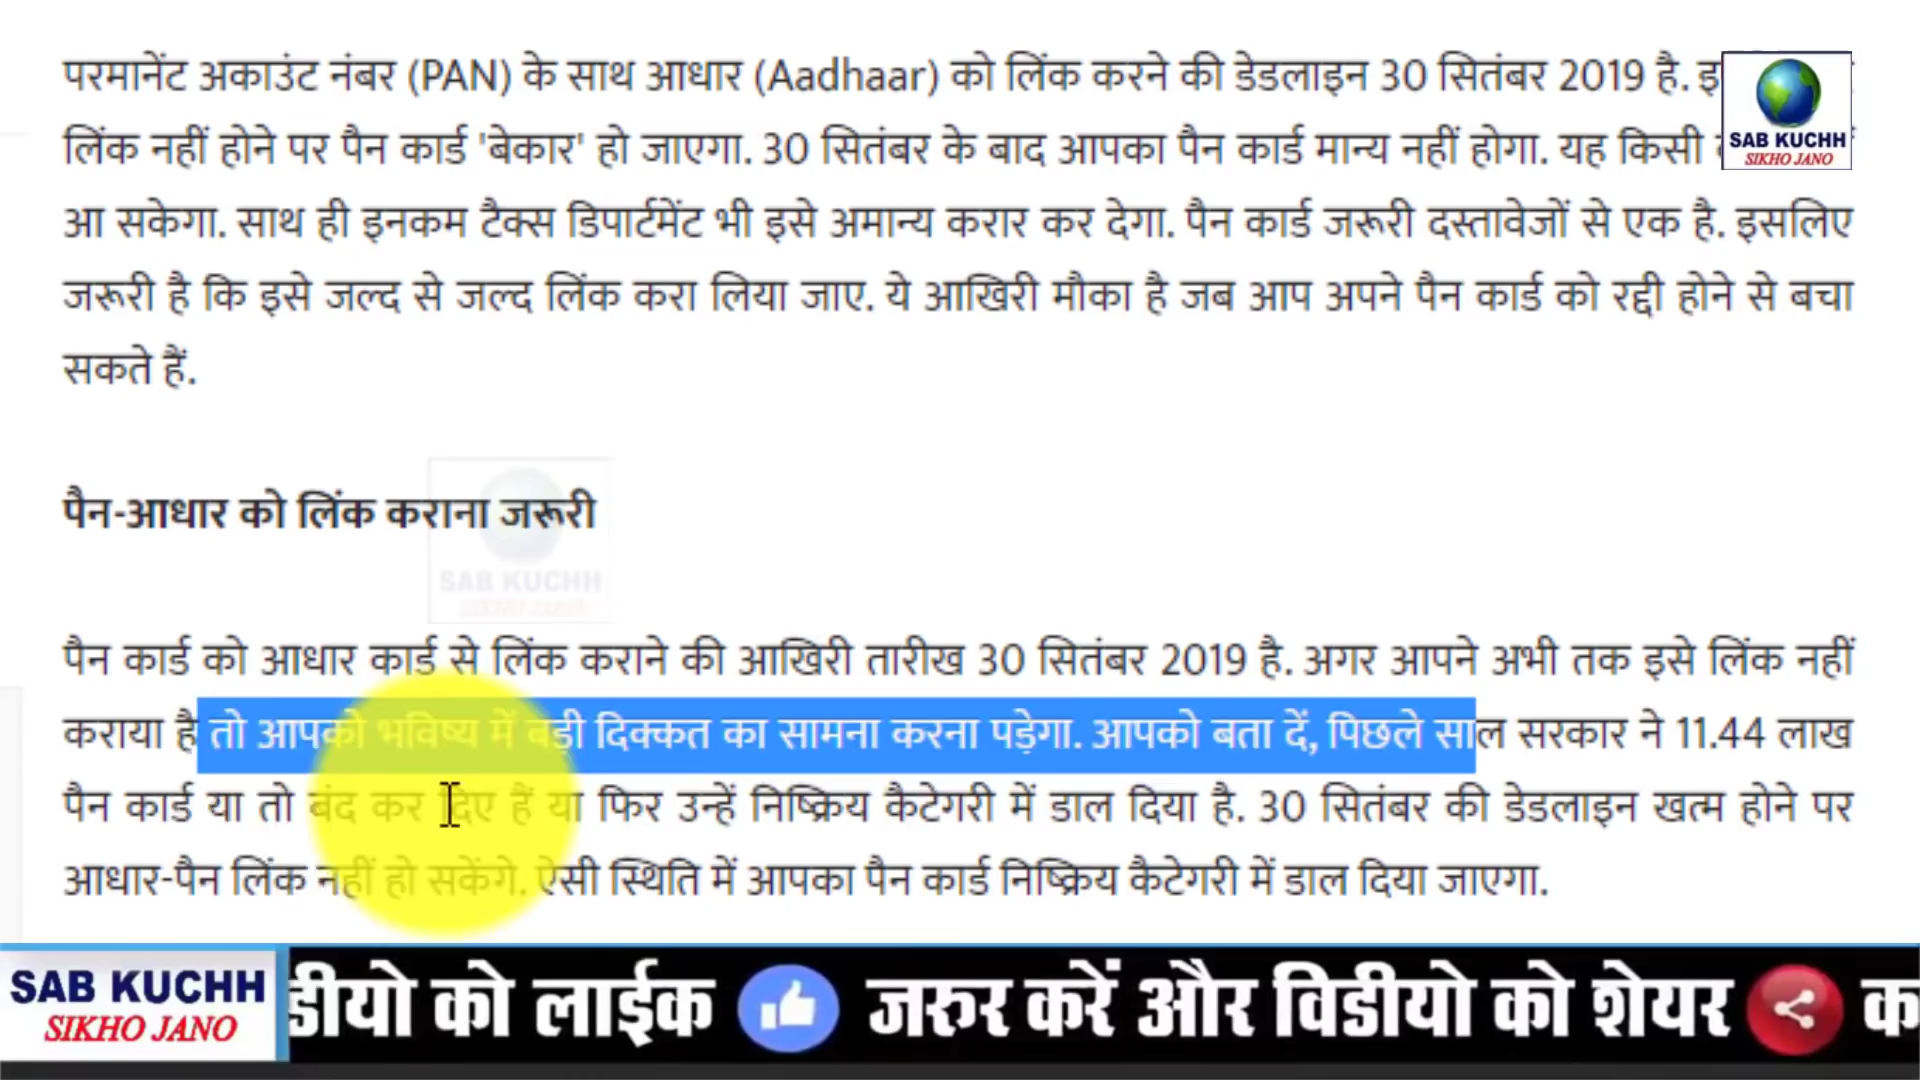 परमानेंट अकाउंट नंबर (PAN) के साथ आधार (Aadhaar) को लिंक करने की डेडलाइन 30 सितंबर 2019 है.
लिंक नहीं होने पर पैन कार्ड 'बेकार' हो जाएगा. 30 सितंबर के बाद आपका पैन कार्ड मान्य नहीं होगा. यह किसी
आ सकेगा. साथ ही इनकम टैक्स डिपार्टमेंट भी इसे अमान्य करार कर देगा. पैन कार्ड जरूरी दस्तावेजों से एक है. इसलिए
जरूरी है कि इसे जल्द से जल्द लिंक करा लिया जाए. ये आखिरी मौका है जब आप अपने पैन कार्ड को रद्दी होने से बचा
सकते हैं.
SAB KUCHH
SIKHO JANO
पैन-आधार को लिंक कराना जरूरी
SAB KUCHH
SIKHO JANO
पैन कार्ड को आधार कार्ड से लिंक कराने की आखिरी तारीख 30 सितंबर 2019 है. अगर आपने अभी तक इसे लिंक नहीं
कराया है तो आपको भविष्य में बड़ी दिक्कत का सामना करना पड़ेगा. आपको बता दें, पिछले साल सरकार ने 11.44 लाख
पैन कार्ड या तो बंद कर दिए हैं या फिर उन्हें निष्क्रिय कैटेगरी में डाल दिया है. 30 सितंबर की डेडलाइन खत्म होने पर
आधार-पैन लिंक नहीं हो सकेंगे. ऐसी स्थिति में आपका पैन कार्ड निष्क्रिय कैटेगरी में डाल दिया जाएगा.
SAB KUCHH
SIKHO JANO
डीयो को लाईक जरुर करें और विडीयो को शेयर क